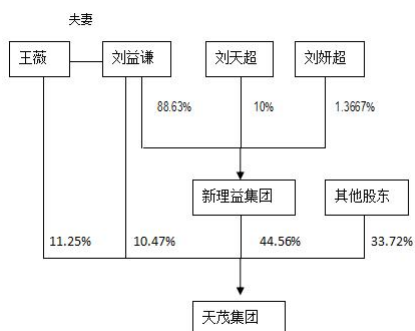 夫妻
王薇 刘益谦 刘天超 刘妍超
88.63% 10% 1.3667%
新理益集团 其他股东
11.25% 10.47% 44.56% 33.72%
天茂集团